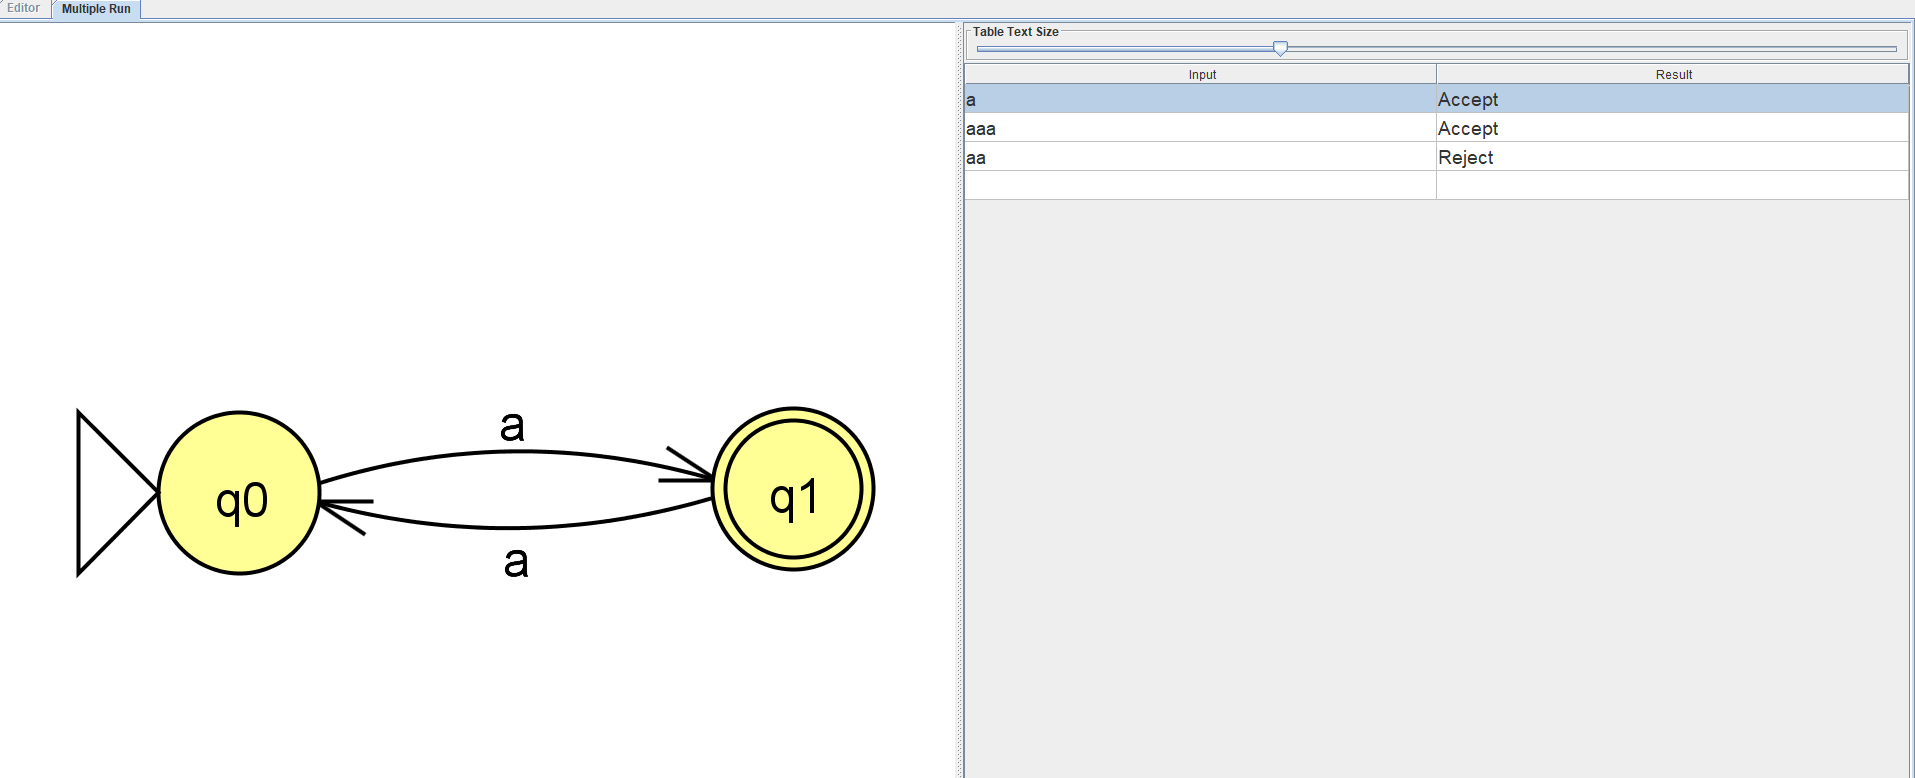 Editor Multiple Run
Table Text Size
Input Result
a Accept
aaa Accept
aa Reject
a
q0 q1
a